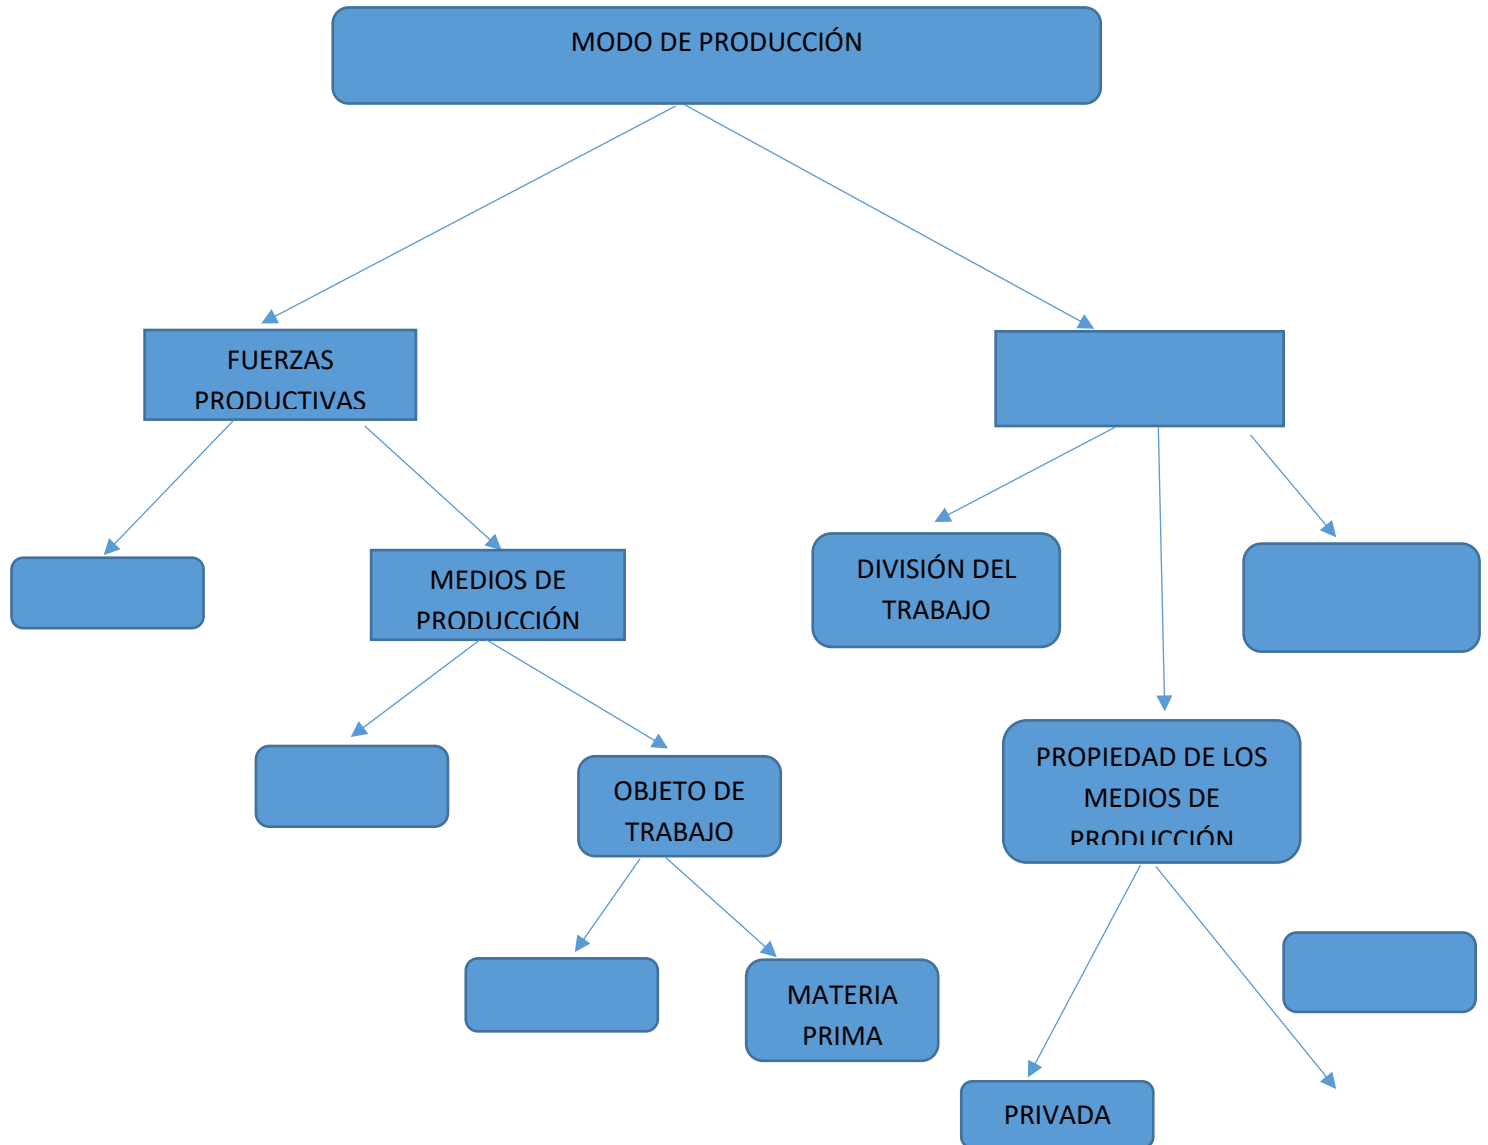 MODO DE PRODUCCIÓN
FUERZAS
PRODUCTIVAS
MEDIOS DE
PRODUCCIÓN
DIVISIÓN DEL
TRABAJO
OBJETO DE
TRABAJO
PROPIEDAD DE LOS
MEDIOS DE
PRODUCCIÓN
MATERIA
PRIMA
PRIVADA